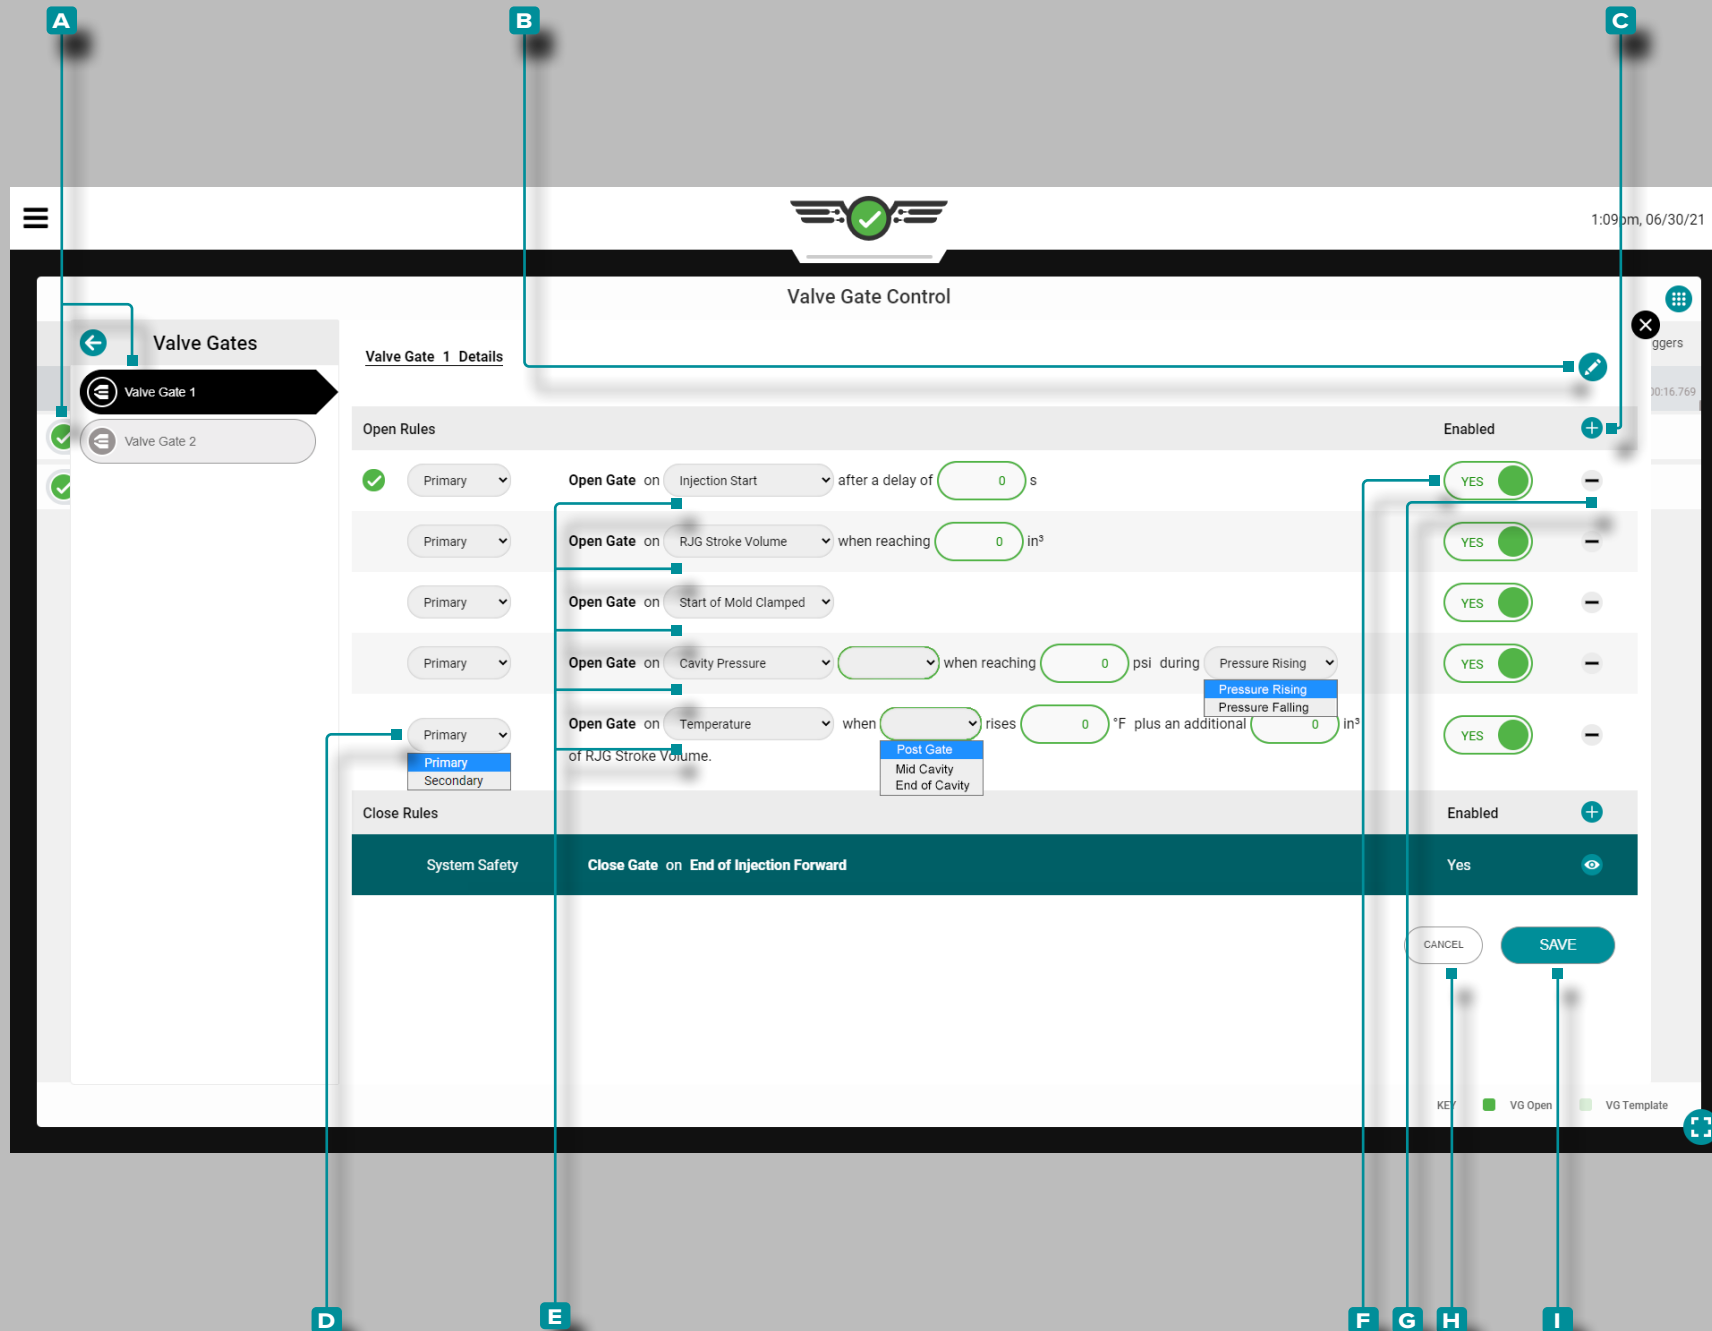 A B C
1:09pm, 06/30/21
Valve Gate Control
Valve Gates
ggers
Valve Gate 1 Details
Valve Gate 1
00:16.769
Valve Gate 2
Open Rules Enabled
Primary Open Gate on Injection Start after a delay of 0 s YES
Primary Open Gate on RJG Stroke Volume when reaching 0 in³ YES
Primary Open Gate on Start of Mold Clamped YES
Primary Open Gate on Cavity Pressure when reaching 0 psi during Pressure Rising YES
Pressure Rising
Pressure Falling
Primary Open Gate on Temperature when rises 0 °F plus an additional 0 in³ YES
of RJG Stroke Volume.
Post Gate
Mid Cavity
End of Cavity
Primary
Secondary
Close Rules Enabled
System Safety Close Gate on End of Injection Forward Yes
CANCEL SAVE
KEY VG Open VG Template
D E F G H I